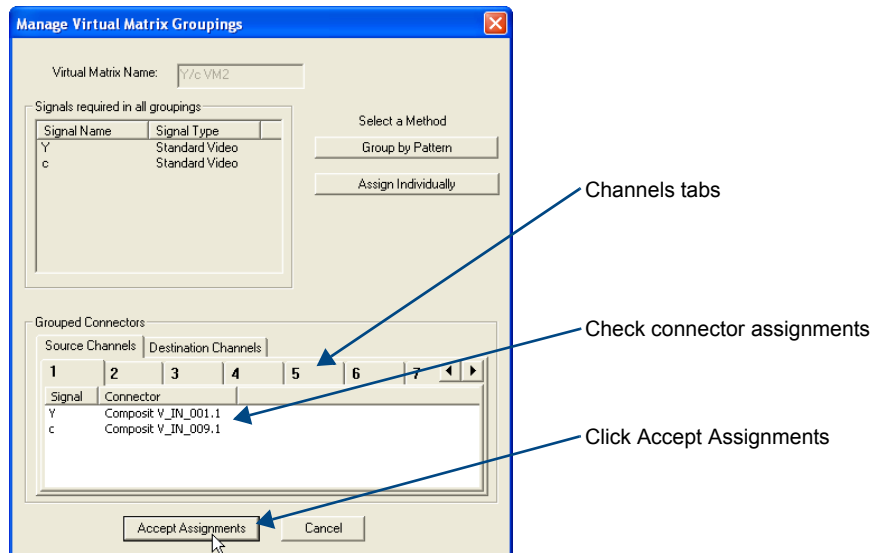 Manage Virtual Matrix Groupings
Virtual Matrix Name: Y/c VM2
Signals required in all groupings
Signal Name Signal Type
Y Standard Video
c Standard Video
Select a Method
Group by Pattern
Assign Individually
Channels tabs
Grouped Connectors
Source Channels Destination Channels
1 2 3 4 5 6 7
Signal Connector
Y Composit V_IN_001.1
c Composit V_IN_009.1
Check connector assignments
Click Accept Assignments
Accept Assignments Cancel